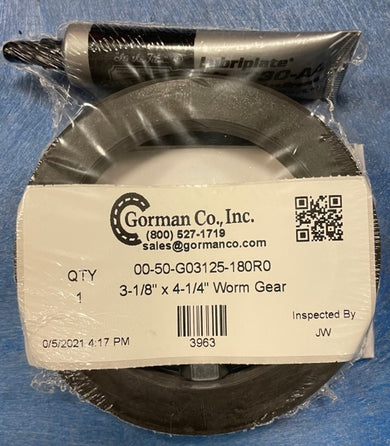 lubriplate®
Gorman Co., Inc.
(800) 527-1719
sales@gormanco.com
QTY
1
00-50-G03125-180R0
3-1/8" x 4-1/4" Worm Gear
Inspected By
JW
0/5/2021 4:17 PM
3963